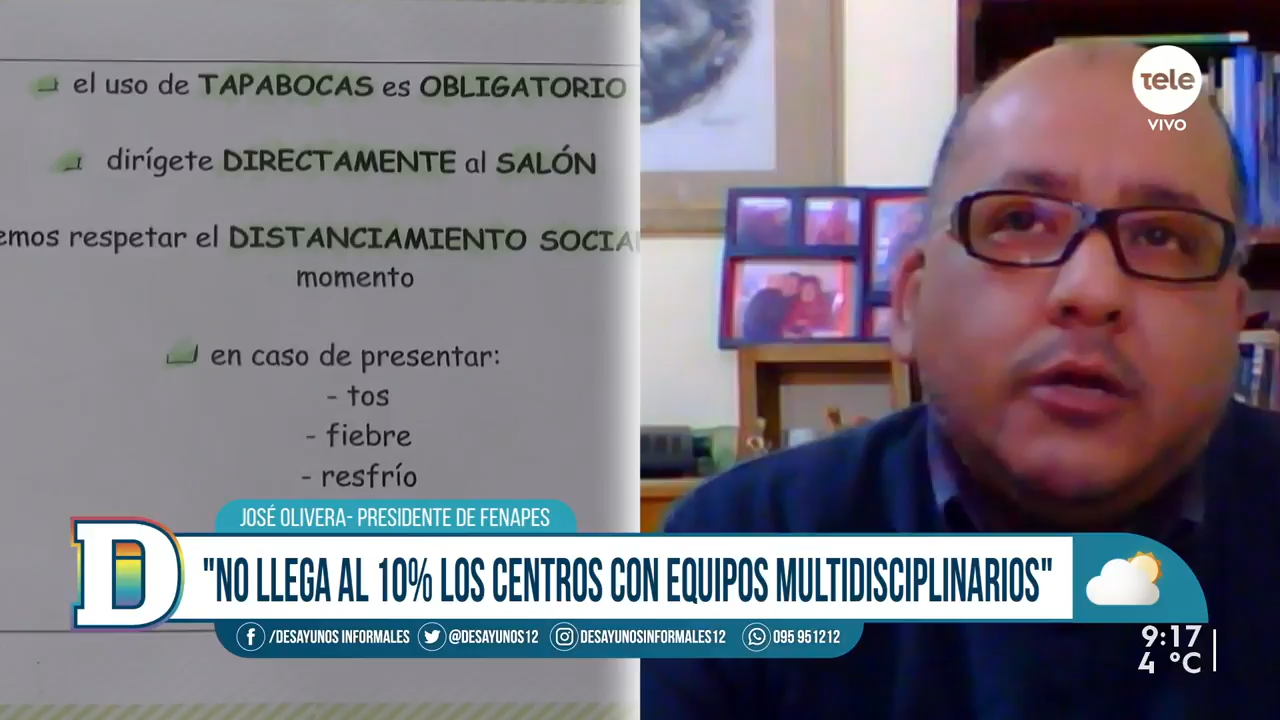 el uso de TAPABOCAS es OBLIGATORIO
dirígete DIRECTAMENTE al SALÓN
emos respetar el DISTANCIAMIENTO SOCIA
momento
en caso de presentar:
- tos
- fiebre
- resfrío
tele
VIVO
JOSÉ OLIVERA- PRESIDENTE DE FENAPES
D
"NO LLEGA AL 10% LOS CENTROS CON EQUIPOS MULTIDISCIPLINARIOS"
/DESAYUNOS INFORMALES @DESAYUNOS12 DESAYUNOSINFORMALES12 095 951212
9:17
4 °C